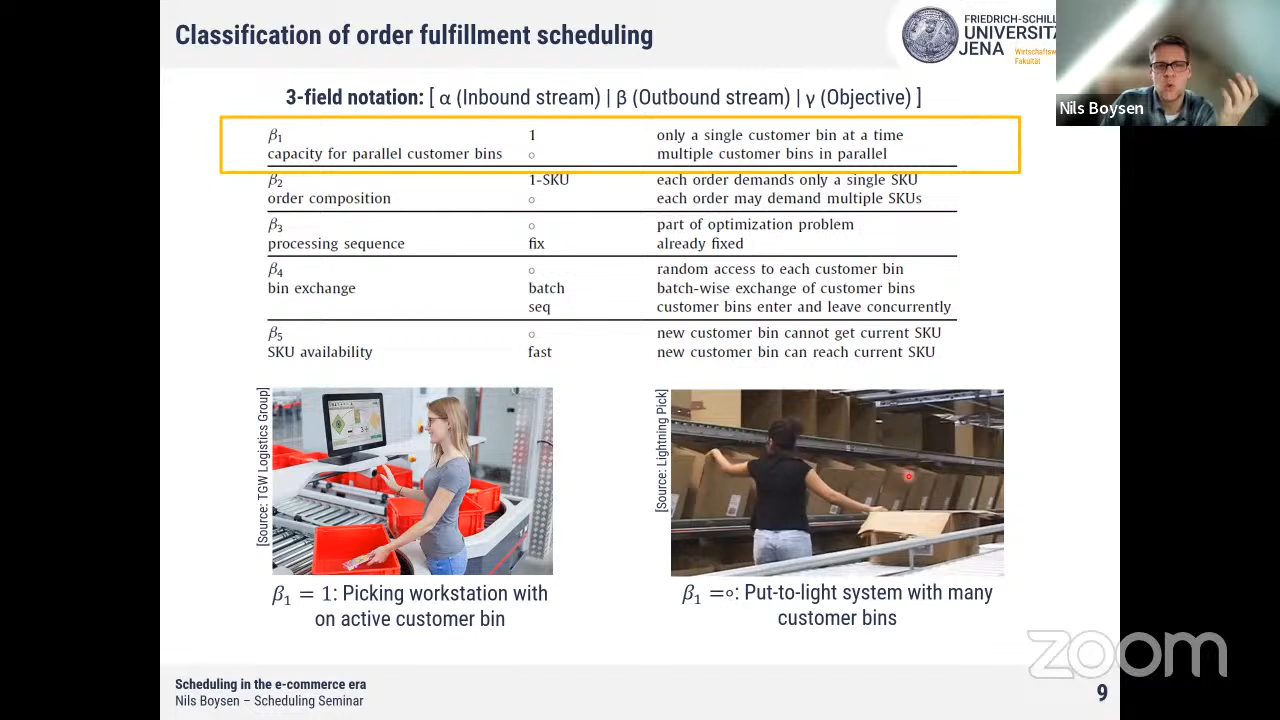 Classification of order fulfillment scheduling
FRIEDRICH-SCHILL
UNIVERSITÄ
JENA
Wirtschaftsw
Fakultät
Nils Boysen
3-field notation: [ α (Inbound stream) | β (Outbound stream) | γ (Objective) ]
β1 1 only a single customer bin at a time
capacity for parallel customer bins ○ multiple customer bins in parallel
β2 1-SKU each order demands only a single SKU
order composition ○ each order may demand multiple SKUs
β3 ○ part of optimization problem
processing sequence fix already fixed
β4 ○ random access to each customer bin
bin exchange batch batch-wise exchange of customer bins
seq customer bins enter and leave concurrently
β5 ○ new customer bin cannot get current SKU
SKU availability fast new customer bin can reach current SKU
[Source: TGW Logistics Group]
[Source: Lightning Pick]
β1 = 1: Picking workstation with
on active customer bin
β1 =∘: Put-to-light system with many
customer bins
zoom
Scheduling in the e-commerce era
Nils Boysen – Scheduling Seminar
9